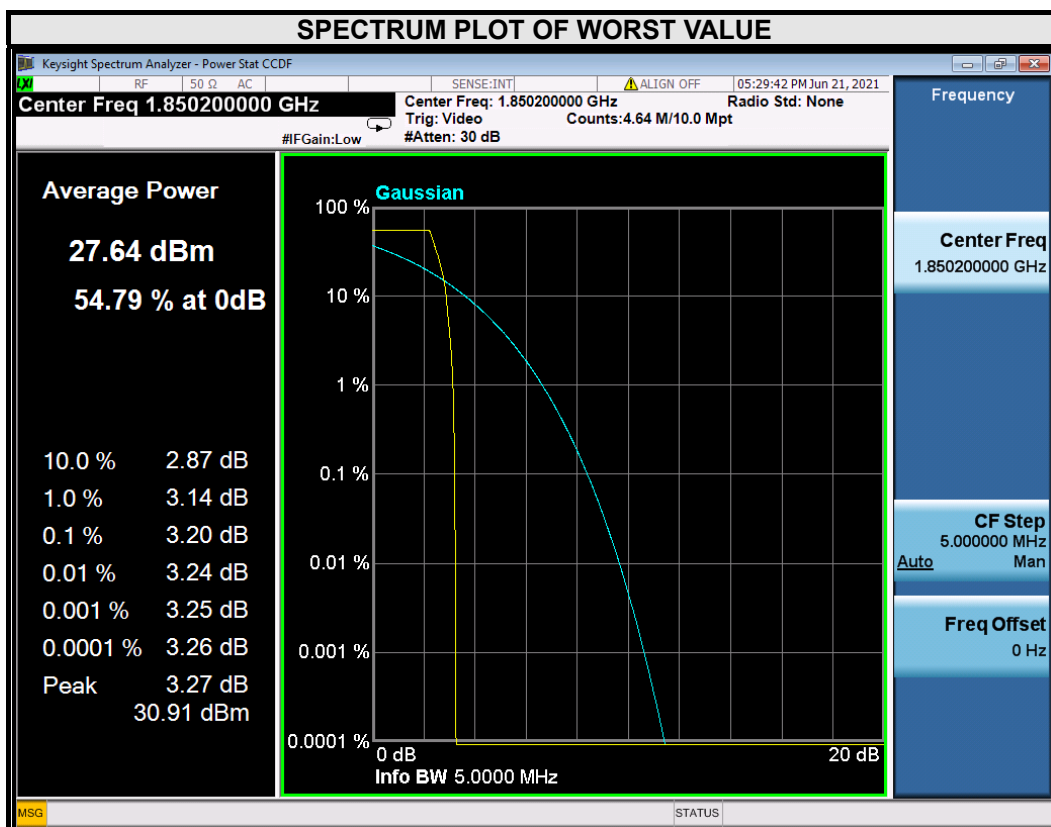 SPECTRUM PLOT OF WORST VALUE
Keysight Spectrum Analyzer - Power Stat CCDF
LXI RF 50 Ω AC SENSE:INT ALIGN OFF 05:29:42 PM Jun 21, 2021
Center Freq 1.850200000 GHz
Center Freq: 1.850200000 GHz Radio Std: None
Trig: Video Counts:4.64 M/10.0 Mpt
#IFGain:Low #Atten: 30 dB
Frequency
Average Power
27.64 dBm
54.79 % at 0dB
10.0 % 2.87 dB
1.0 % 3.14 dB
0.1 % 3.20 dB
0.01 % 3.24 dB
0.001 % 3.25 dB
0.0001 % 3.26 dB
Peak 3.27 dB
30.91 dBm
Gaussian
100 %
10 %
1 %
0.1 %
0.01 %
0.001 %
0.0001 %
0 dB 20 dB
Info BW 5.0000 MHz
Center Freq
1.850200000 GHz
CF Step
5.000000 MHz
Auto Man
Freq Offset
0 Hz
MSG STATUS